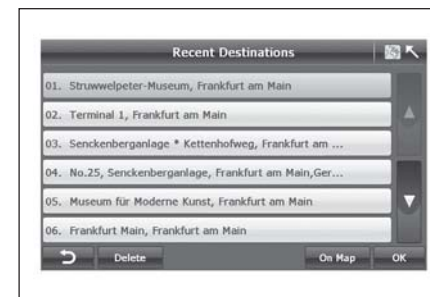 Recent Destinations
01. Struwwelpeter-Museum, Frankfurt am Main
02. Terminal 1, Frankfurt am Main
03. Senckenberganlage * Kettenhofweg, Frankfurt am ...
04. No.25, Senckenberganlage, Frankfurt am Main,Ger...
05. Museum für Moderne Kunst, Frankfurt am Main
06. Frankfurt Main, Frankfurt am Main
Delete On Map OK